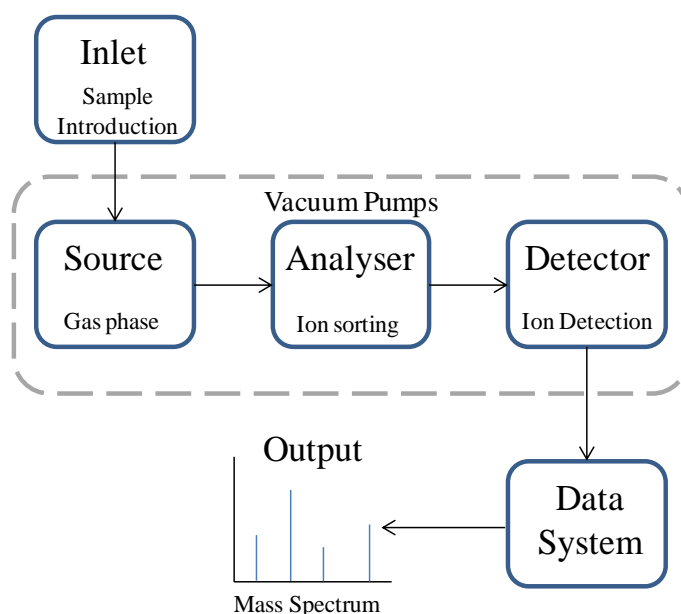 Inlet
Sample
Introduction
Vacuum Pumps
Source
Gas phase
Analyser
Ion sorting
Detector
Ion Detection
Output
Mass Spectrum
Data
System